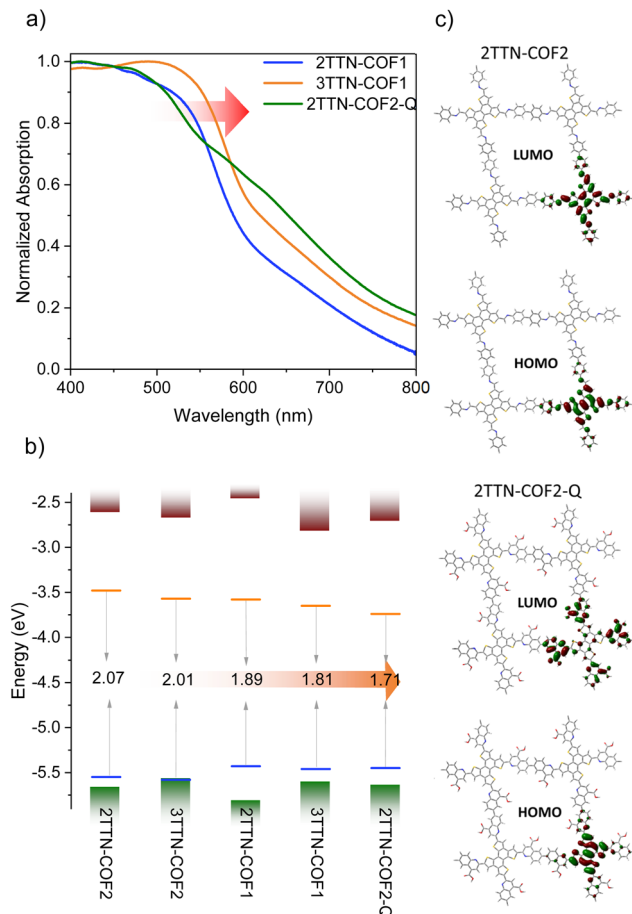 a)
2TTN-COF1
3TTN-COF1
2TTN-COF2-Q
1.0
0.8
0.6
0.4
0.2
0.0
Normalized Absorption
400 500 600 700 800
Wavelength (nm)
b)
-2.5
-3.0
-3.5
-4.0
-4.5
-5.0
-5.5
Energy (eV)
2.07 2.01 1.89 1.81 1.71
2TTN-COF2
3TTN-COF2
2TTN-COF1
3TTN-COF1
2TTN-COF2-Q
c)
2TTN-COF2
LUMO
HOMO
2TTN-COF2-Q
LUMO
HOMO